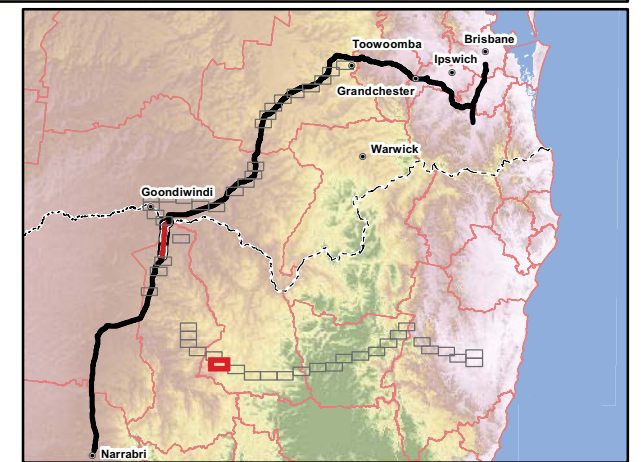 Brisbane
Toowoomba
Ipswich
Grandchester
Warwick
Goondiwindi
Narrabri